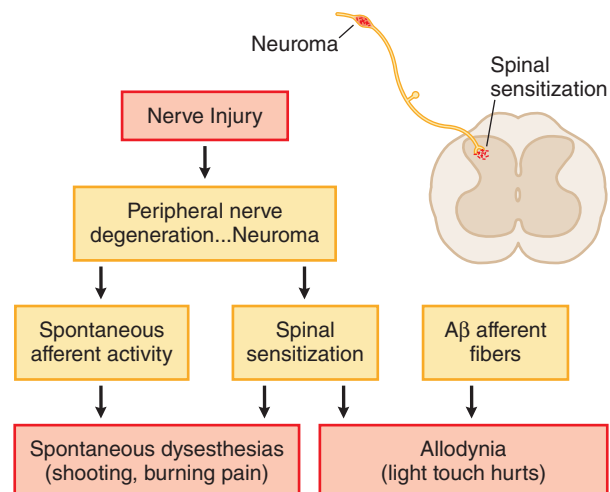 Neuroma
Spinal
sensitization
Nerve Injury
Peripheral nerve
degeneration...Neuroma
Spontaneous
afferent activity
Spinal
sensitization
Aβ afferent
fibers
Spontaneous dysesthesias
(shooting, burning pain)
Allodynia
(light touch hurts)